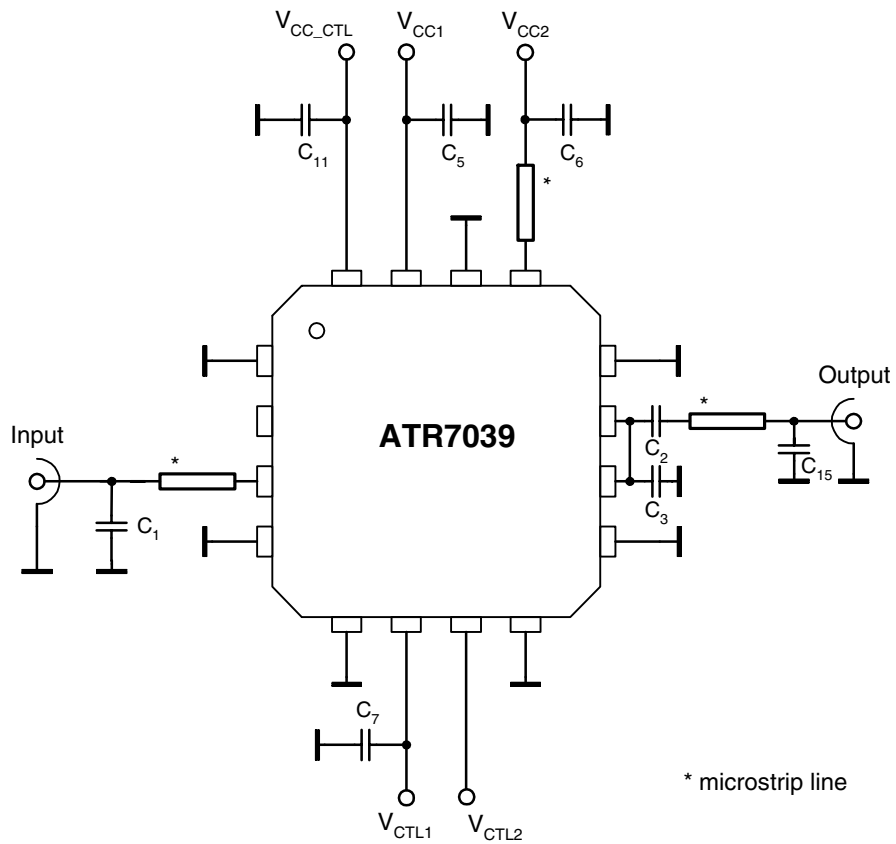 V_CC_CTL V_CC1 V_CC2
C_11 C_5 C_6
*
Output
ATR7039
*
Input
C_2
*
C_15
C_3
C_1
C_7
* microstrip line
V_CTL1 V_CTL2